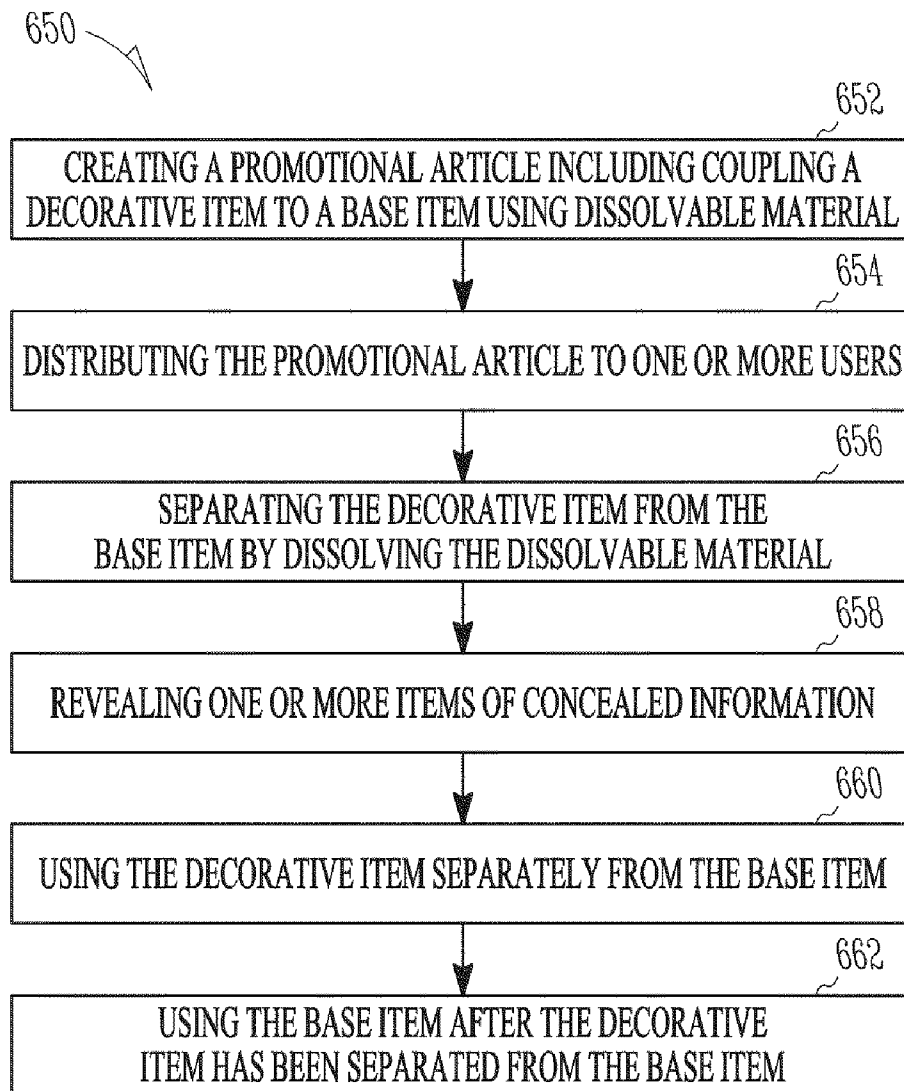 650
652
CREATING A PROMOTIONAL ARTICLE INCLUDING COUPLING A
DECORATIVE ITEM TO A BASE ITEM USING DISSOLVABLE MATERIAL
654
DISTRIBUTING THE PROMOTIONAL ARTICLE TO ONE OR MORE USERS
656
SEPARATING THE DECORATIVE ITEM FROM THE
BASE ITEM BY DISSOLVING THE DISSOLVABLE MATERIAL
658
REVEALING ONE OR MORE ITEMS OF CONCEALED INFORMATION
660
USING THE DECORATIVE ITEM SEPARATELY FROM THE BASE ITEM
662
USING THE BASE ITEM AFTER THE DECORATIVE
ITEM HAS BEEN SEPARATED FROM THE BASE ITEM